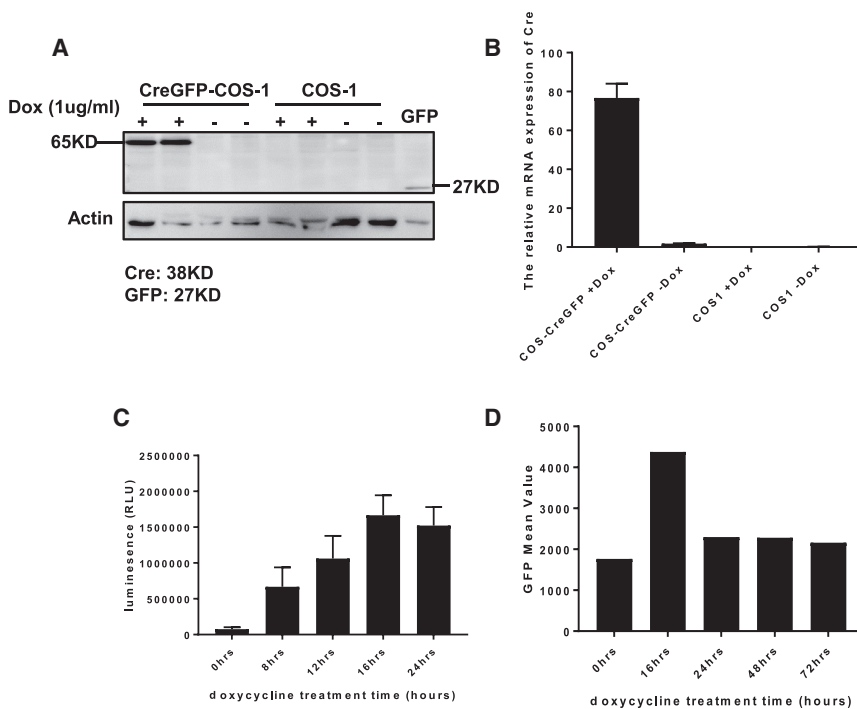 A
CreGFP-COS-1 COS-1
Dox (1ug/ml) + + - - + + - - GFP
65KD
27KD
Actin
Cre: 38KD
GFP: 27KD
B
The relative mRNA expression of Cre
100
80
60
40
20
0
COS-CreGFP +Dox
COS-CreGFP -Dox
COS1 +Dox
COS1 -Dox
C
luminesence (RLU)
2500000
2000000
1500000
1000000
500000
0
0hrs
8hrs
12hrs
16hrs
24hrs
doxycycline treatment time (hours)
D
GFP Mean Value
5000
4000
3000
2000
1000
0
0hrs
16hrs
24hrs
48hrs
72hrs
doxycycline treatment time (hours)